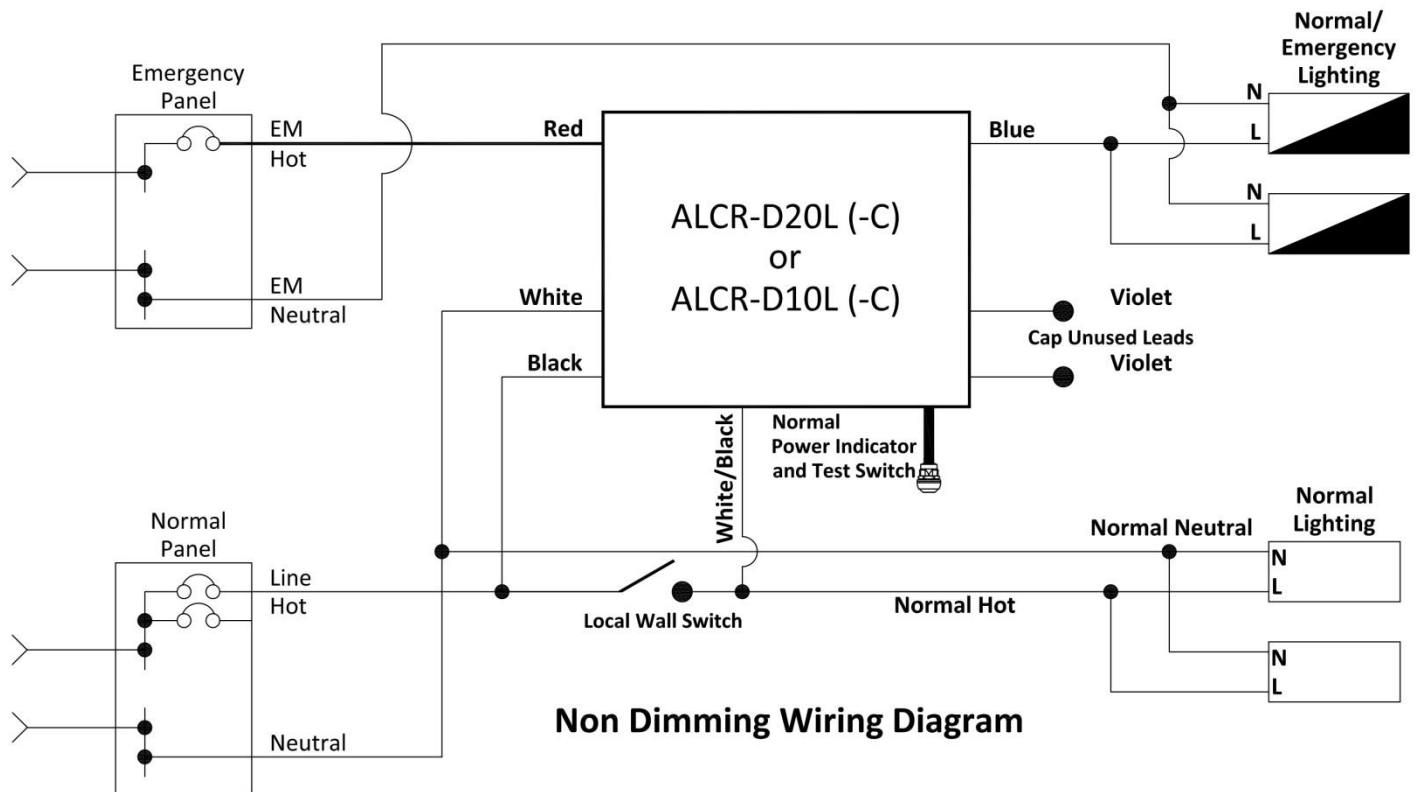 Normal/
Emergency
Lighting
Emergency
Panel
EM
Hot
Red
Blue
N
L
N
L
ALCR-D20L (-C)
or
ALCR-D10L (-C)
EM
Neutral
White
Black
Violet
Cap Unused Leads
Violet
White/Black
Normal
Power Indicator
and Test Switch
Normal
Panel
Line
Hot
Local Wall Switch
Normal Neutral
Normal Hot
Normal
Lighting
N
L
N
L
Neutral
Non Dimming Wiring Diagram